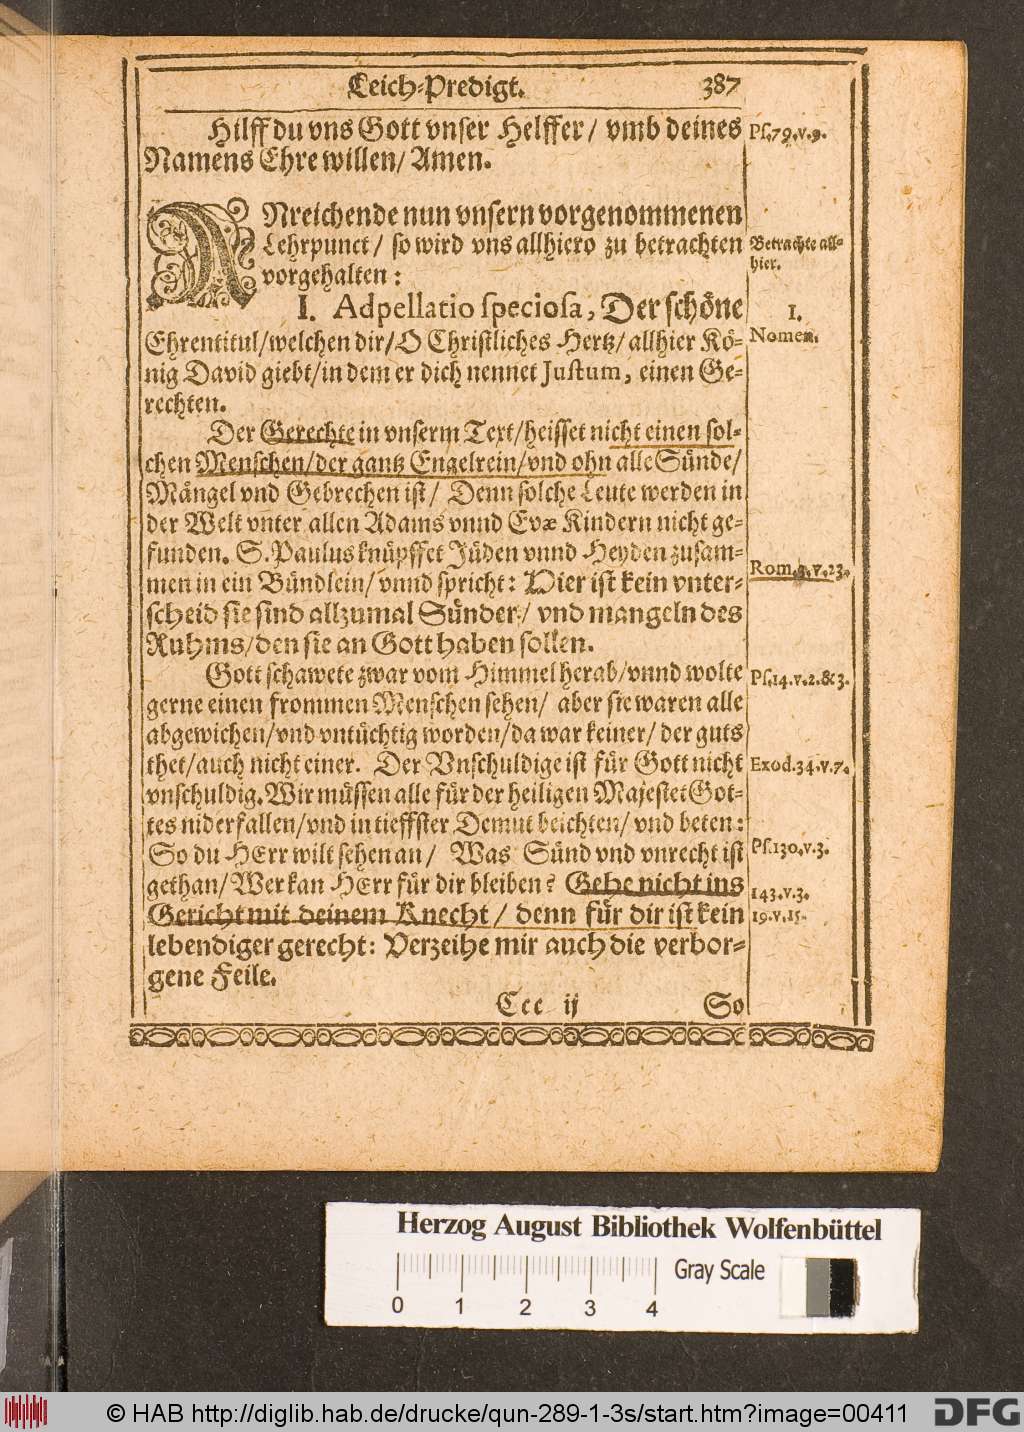 Leich-Predigt. 387
Hilff du vns Gott vnser Helffer/ vmb deines
Ps.79.v.9.
Namens Ehre willen/ Amen.
ANreichende nun vnsern vorgenommenen
Lehrpunct/ so wird vns allhiero zu betrachten
Betrachte all-
hier.
vorgehalten:
I. Adpellatio speciosa, Der schöne
I.
Ehrentitul/welchen dir/O Christliches Hertz/ allhier Kö-
Nomen.
nig David giebt/in dem er dich nennet Justum, einen Ge-
rechten.
Der Gerechte in vnserm Text/heisset nicht einen sol-
chen Menschen/der gantz Engelrein/vnd ohn alle Sünde/
Mängel vnd Gebrechen ist/ Denn solche Leute werden in
der Welt vnter allen Adams vnnd Evæ Kindern nicht ge-
funden. S. Paulus knüpffet Jüden vnnd Heyden zusam-
men in ein Bündlein/ vnnd spricht: Hier ist kein vnter-
Rom.3.v.23.
scheid sie sind allzumal Sünder/ vnd mangeln des
Ruhms/den sie an Gott haben sollen.
Gott schawete zwar vom Himmel herab/vnnd wolte
Ps.14.v.2.&3.
gerne einen frommen Menschen sehen/ aber sie waren alle
abgewichen/vnd vntüchtig worden/da war keiner/ der guts
thet/auch nicht einer. Der Vnschuldige ist für Gott nicht
Exod.34.v.7.
vnschuldig. Wir müssen alle für der heiligen Majestet Got-
tes niderfallen/vnd in tieffster Demut beichten/ vnd beten:
So du HErr wilt sehen an/ Was Sünd vnd vnrecht ist
Ps.130.v.3.
gethan/Wer kan HErr für dir bleiben? Gehe nicht ins
143.v.3.
Gericht mit deinem Knecht/ denn für dir ist kein
19.v.15.
lebendiger gerecht: Verzeihe mir auch die verbor-
gene Feile.
Ccc ij So
Herzog August Bibliothek Wolfenbüttel
Gray Scale
0 1 2 3 4
© HAB http://diglib.hab.de/drucke/qun-289-1-3s/start.htm?image=00411 DFG